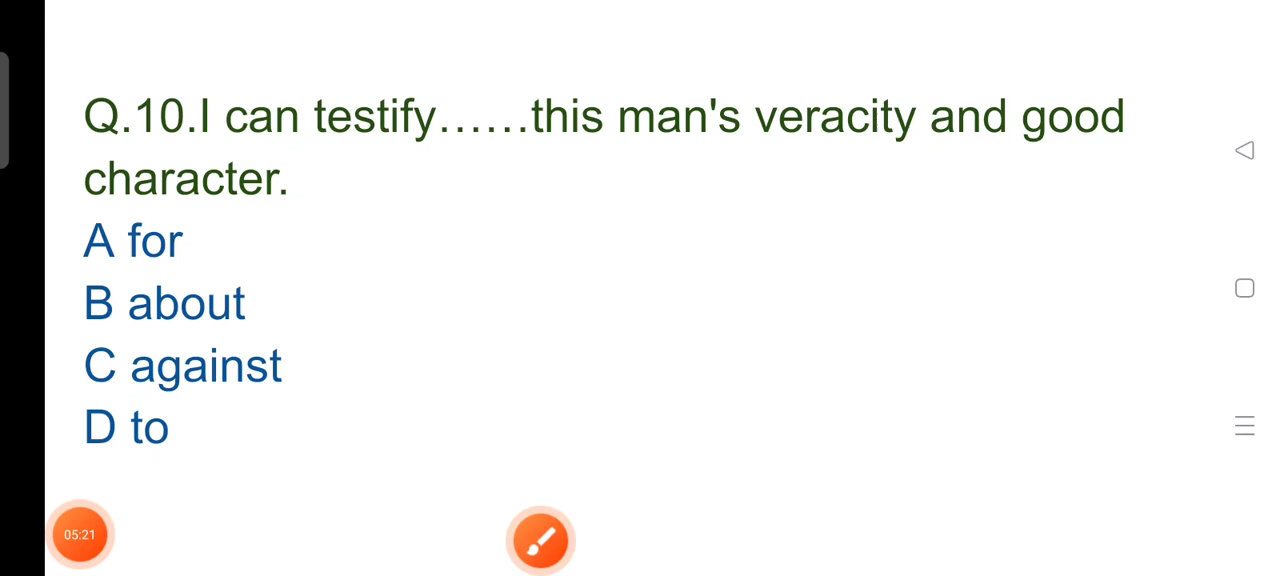 Q.10.I can testify……this man's veracity and good
character.
A for
B about
C against
D to
05:21